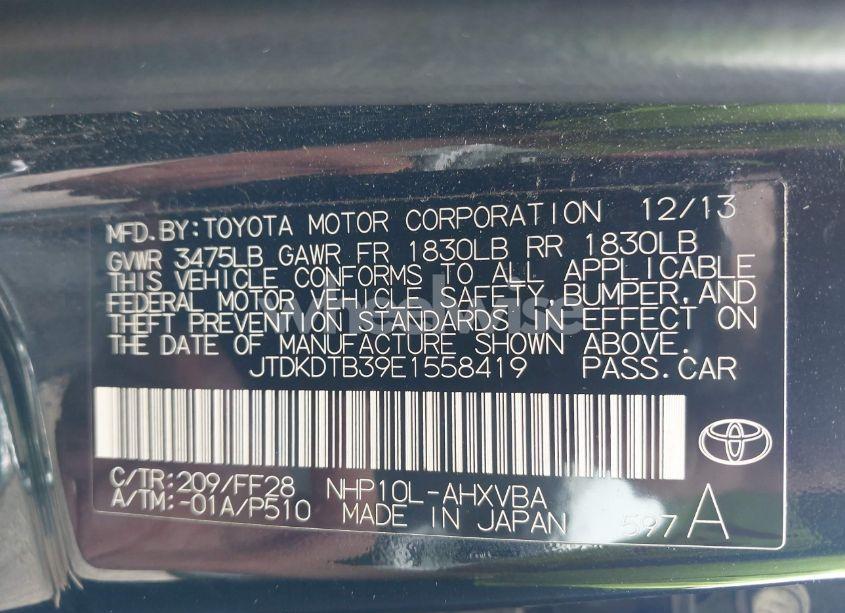 MFD.BY:TOYOTA MOTOR CORPORATION 12/13
GVWR 3475LB GAWR FR 1830LB RR 1830LB
THIS VEHICLE CONFORMS TO ALL APPLICABLE
FEDERAL MOTOR VEHICLE SAFETY,BUMPER,AND
THEFT PREVENTION STANDARDS IN EFFECT ON
THE DATE OF MANUFACTURE SHOWN ABOVE.
JTDKDTB39E1558419 PASS.CAR
C/TR:209/FF28 NHP10L-AHXVBA
A/TM:-01A/P510 MADE IN JAPAN 597 A